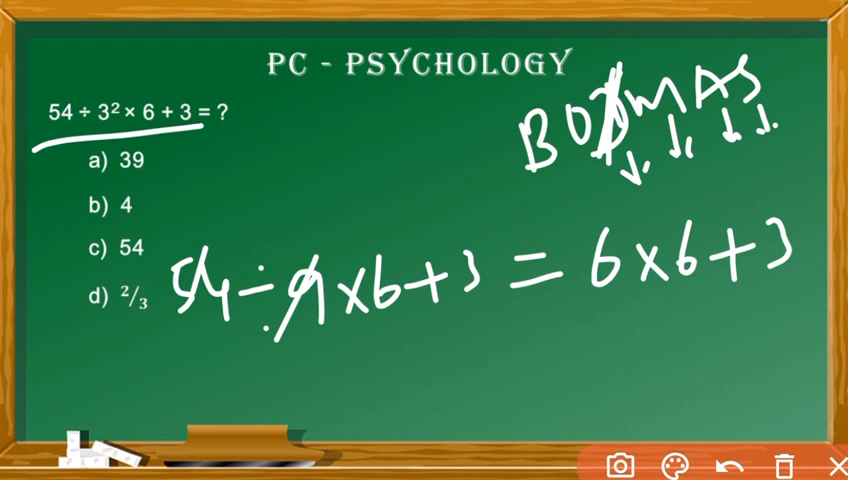 PC - PSYCHOLOGY
54 ÷ 3² × 6 + 3 = ?
a) 39
b) 4
c) 54
d) ²/₃
BODMAS
54 ÷ 9 × 6 + 3 = 6 × 6 + 3